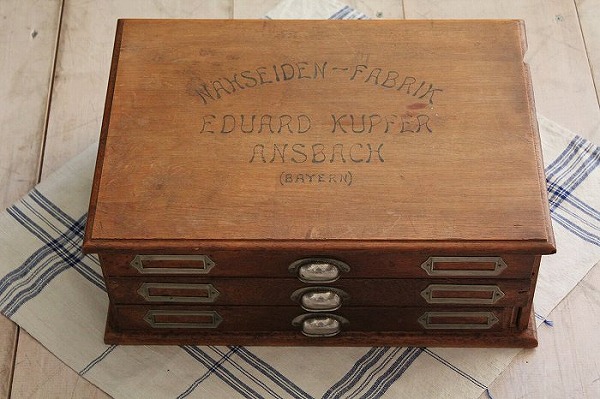 NÄHSEIDEN-FABRIK
EDUARD KUPFER
ANSBACH
(BAYERN)